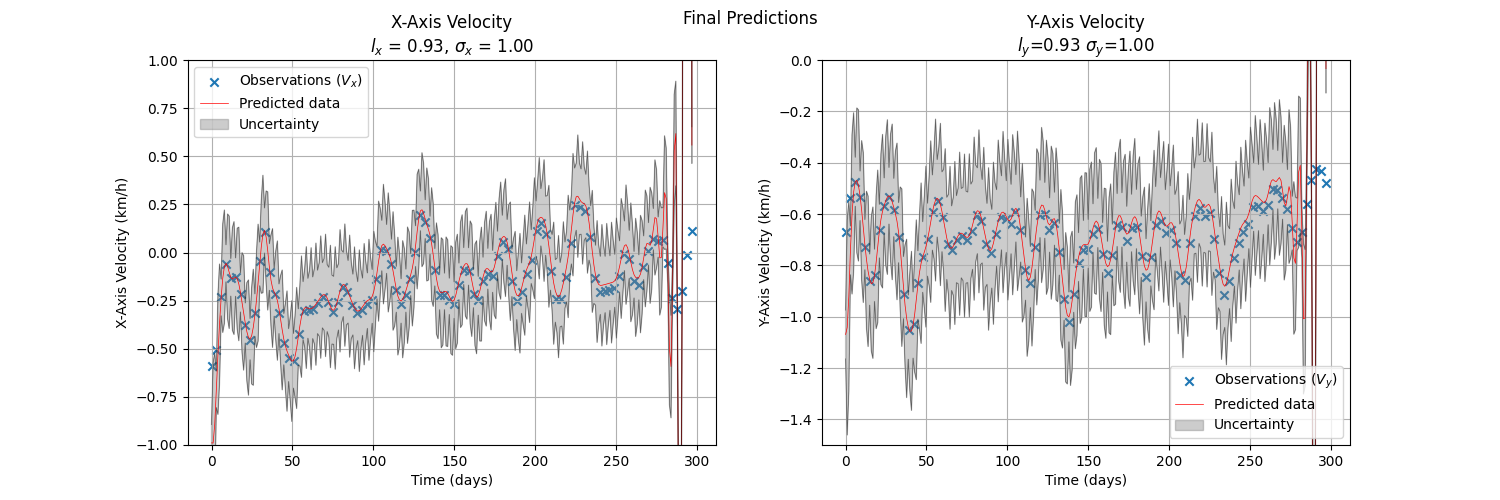 Final Predictions
X-Axis Velocity
l_x = 0.93, σ_x = 1.00
Observations (V_x)
Predicted data
Uncertainty
X-Axis Velocity (km/h)
1.00
0.75
0.50
0.25
0.00
−0.25
−0.50
−0.75
−1.00
0 50 100 150 200 250 300
Time (days)
Y-Axis Velocity
l_y=0.93 σ_y=1.00
Y-Axis Velocity (km/h)
0.0
−0.2
−0.4
−0.6
−0.8
−1.0
−1.2
−1.4
Observations (V_y)
Predicted data
Uncertainty
0 50 100 150 200 250 300
Time (days)